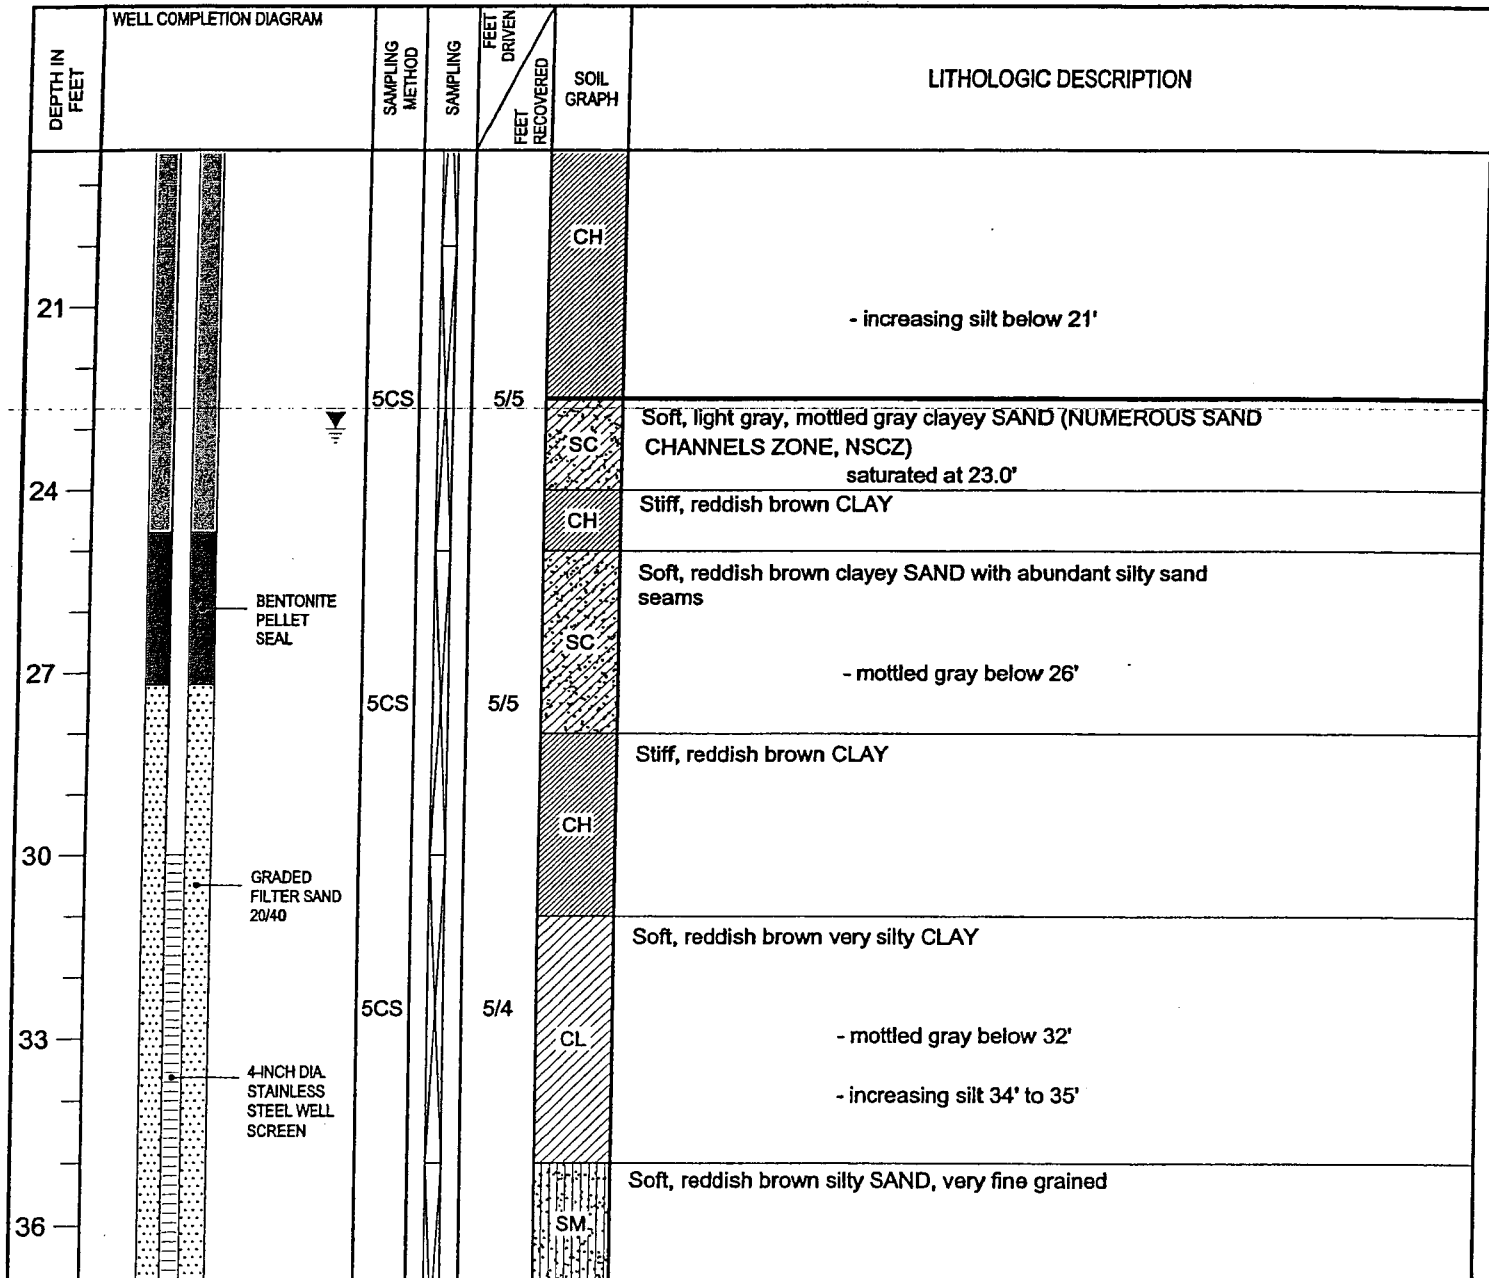 WELL COMPLETION DIAGRAM
DEPTH IN
FEET
SAMPLING
METHOD
SAMPLING
FEET
DRIVEN
FEET
RECOVERED
SOIL
GRAPH
LITHOLOGIC DESCRIPTION
CH
21
- increasing silt below 21'
5CS
5/5
Soft, light gray, mottled gray clayey SAND (NUMEROUS SAND
CHANNELS ZONE, NSCZ)
SC
saturated at 23.0'
24
Stiff, reddish brown CLAY
CH
Soft, reddish brown clayey SAND with abundant silty sand
seams
BENTONITE
PELLET
SEAL
SC
27
- mottled gray below 26'
5CS
5/5
Stiff, reddish brown CLAY
CH
30
GRADED
FILTER SAND
20/40
Soft, reddish brown very silty CLAY
5CS
5/4
33
CL
- mottled gray below 32'
4-INCH DIA.
STAINLESS
STEEL WELL
SCREEN
- increasing silt 34' to 35'
Soft, reddish brown silty SAND, very fine grained
36
SM